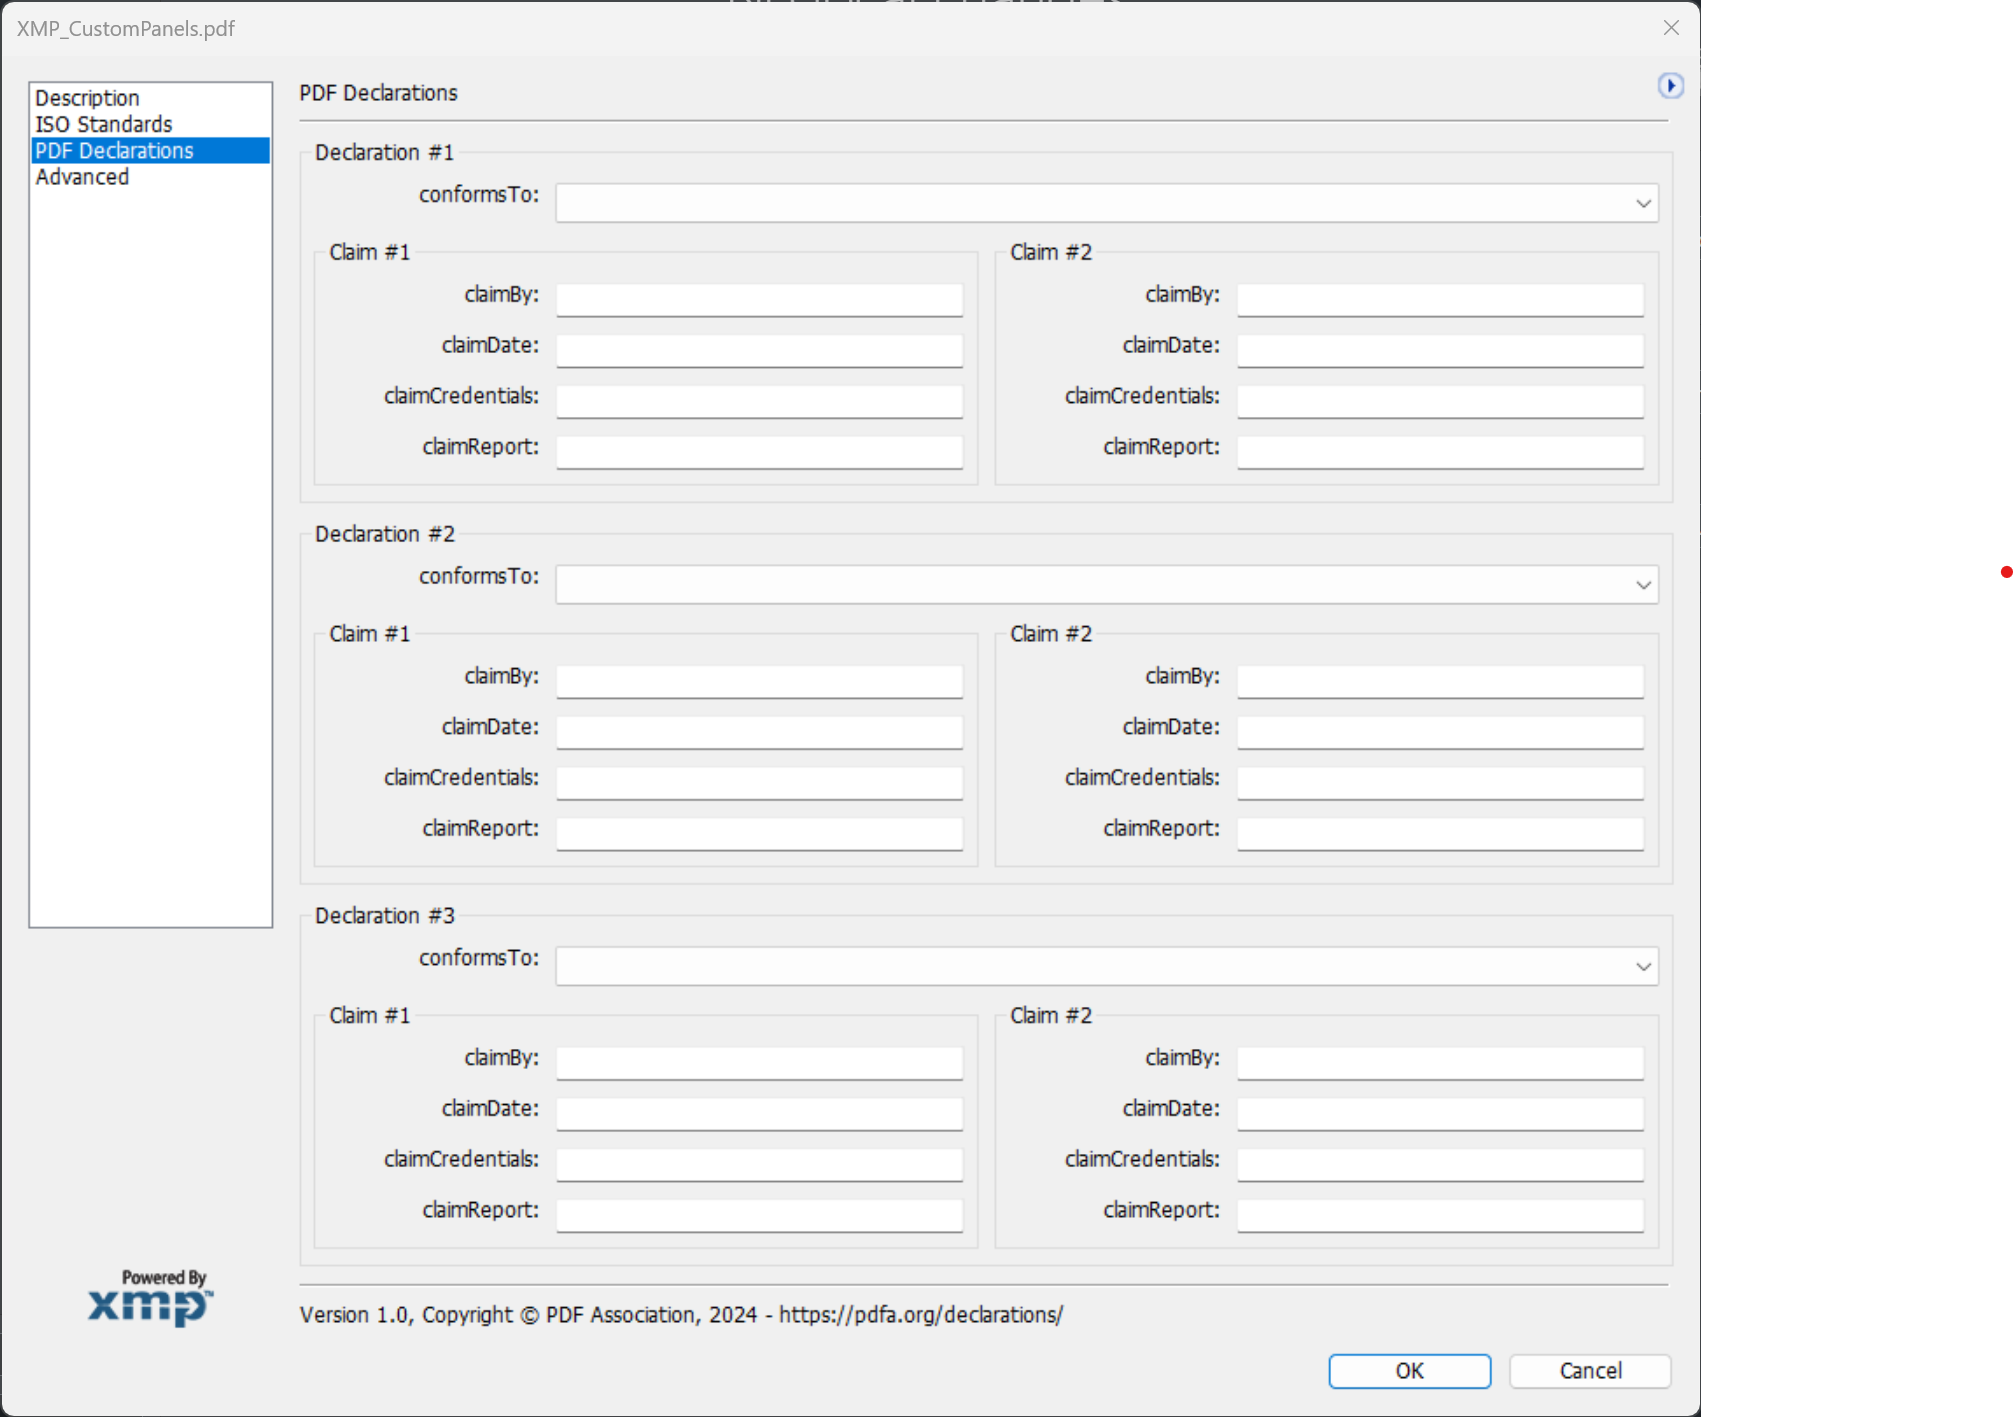 XMP_CustomPanels.pdf
Description
ISO Standards
PDF Declarations
Advanced
PDF Declarations
Declaration #1
conformsTo:
Claim #1
claimBy:
claimDate:
claimCredentials:
claimReport:
Claim #2
claimBy:
claimDate:
claimCredentials:
claimReport:
Declaration #2
conformsTo:
Claim #1
claimBy:
claimDate:
claimCredentials:
claimReport:
Claim #2
claimBy:
claimDate:
claimCredentials:
claimReport:
Declaration #3
conformsTo:
Claim #1
claimBy:
claimDate:
claimCredentials:
claimReport:
Claim #2
claimBy:
claimDate:
claimCredentials:
claimReport:
Powered By
xmp™
Version 1.0, Copyright © PDF Association, 2024 - https://pdfa.org/declarations/
OK
Cancel